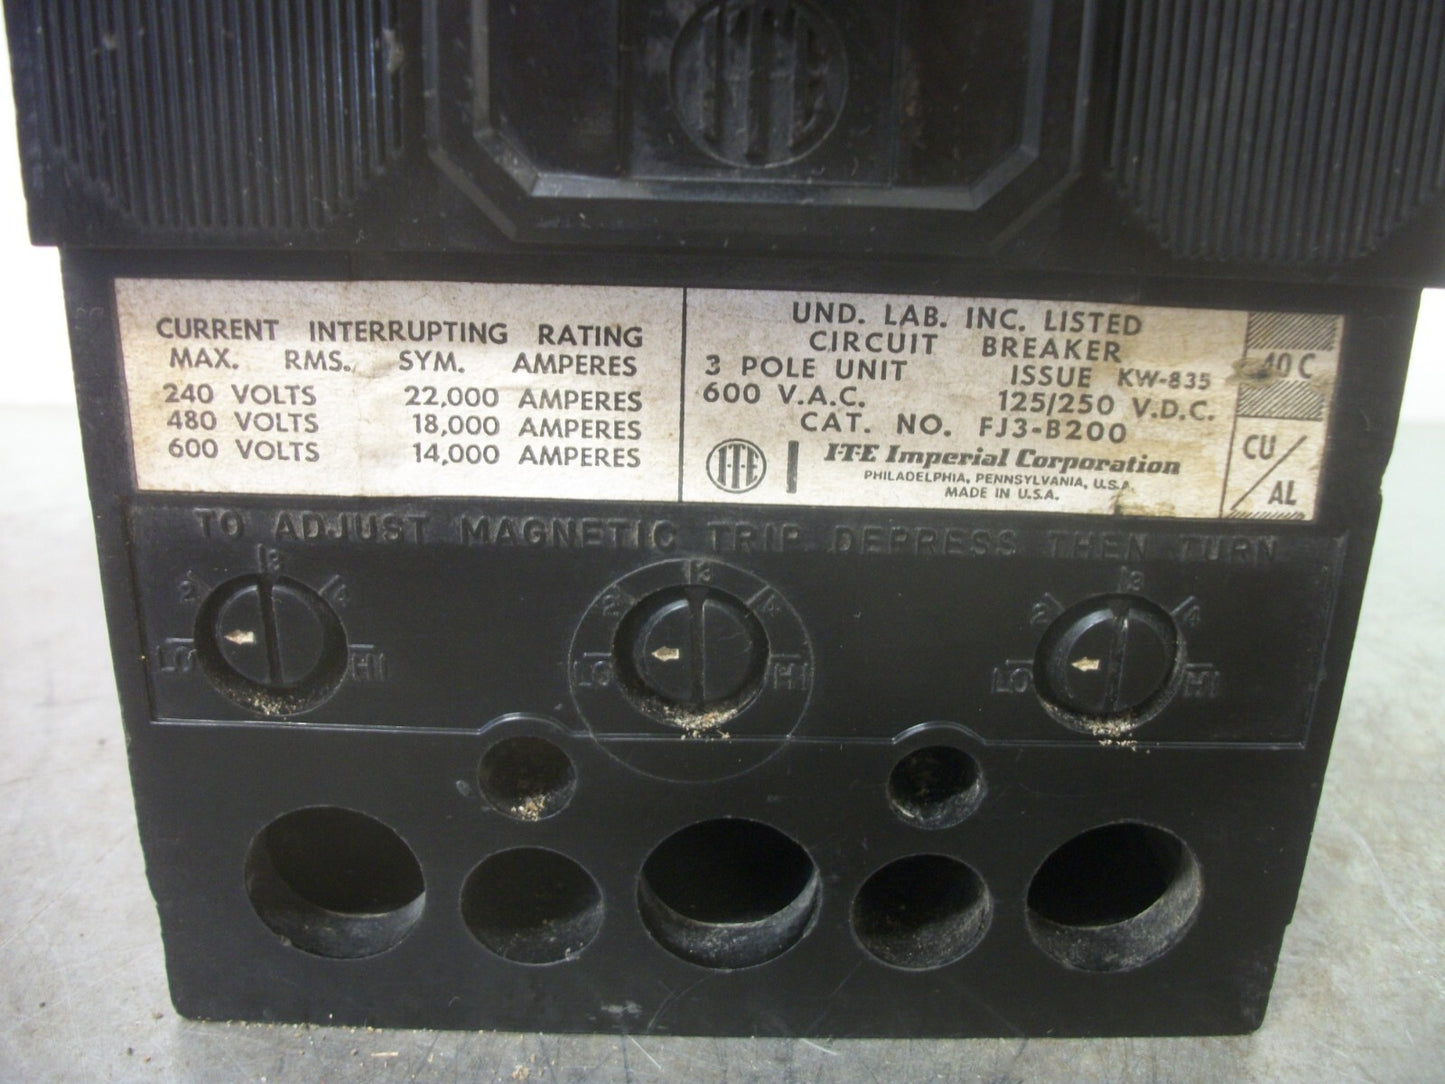 ITE
CURRENT INTERRUPTING RATING
MAX. RMS. SYM. AMPERES
240 VOLTS 22,000 AMPERES
480 VOLTS 18,000 AMPERES
600 VOLTS 14,000 AMPERES
UND. LAB. INC. LISTED
CIRCUIT BREAKER
3 POLE UNIT ISSUE KW-835
600 V.A.C. 125/250 V.D.C.
CAT. NO. FJ3-B200
I-T-E I-T-E Imperial Corporation
PHILADELPHIA, PENNSYLVANIA, U.S.A.
MADE IN U.S.A.
40 C
CU/
AL
TO ADJUST MAGNETIC TRIP DEPRESS THEN TURN
LO 2 3 4 HI
LO 2 3 4 HI
LO 2 3 4 HI